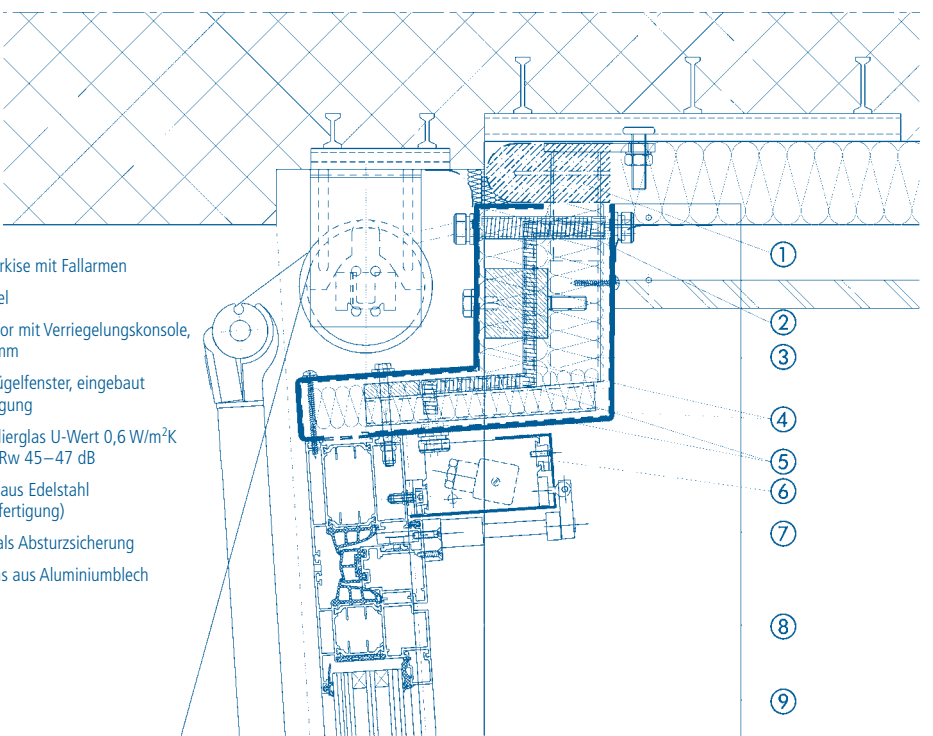 rkise mit Fallarmen
el
or mit Verriegelungskonsole,
mm
ügelfenster, eingebaut
gung
lierglas U-Wert 0,6 W/m²K
Rw 45–47 dB
aus Edelstahl
fertigung)
als Absturzsicherung
s aus Aluminiumblech
1
2
3
4
5
6
7
8
9